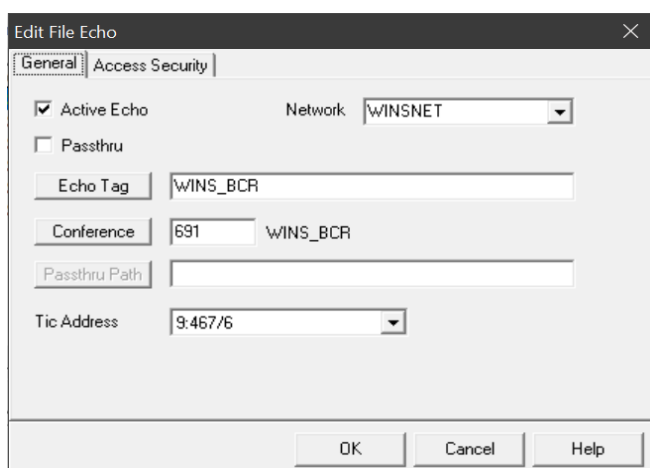 Edit File Echo
General Access Security
Active Echo Network WINSNET
Passthru
Echo Tag WINS_BCR
Conference 691 WINS_BCR
Passthru Path
Tic Address 9:467/6
OK Cancel Help